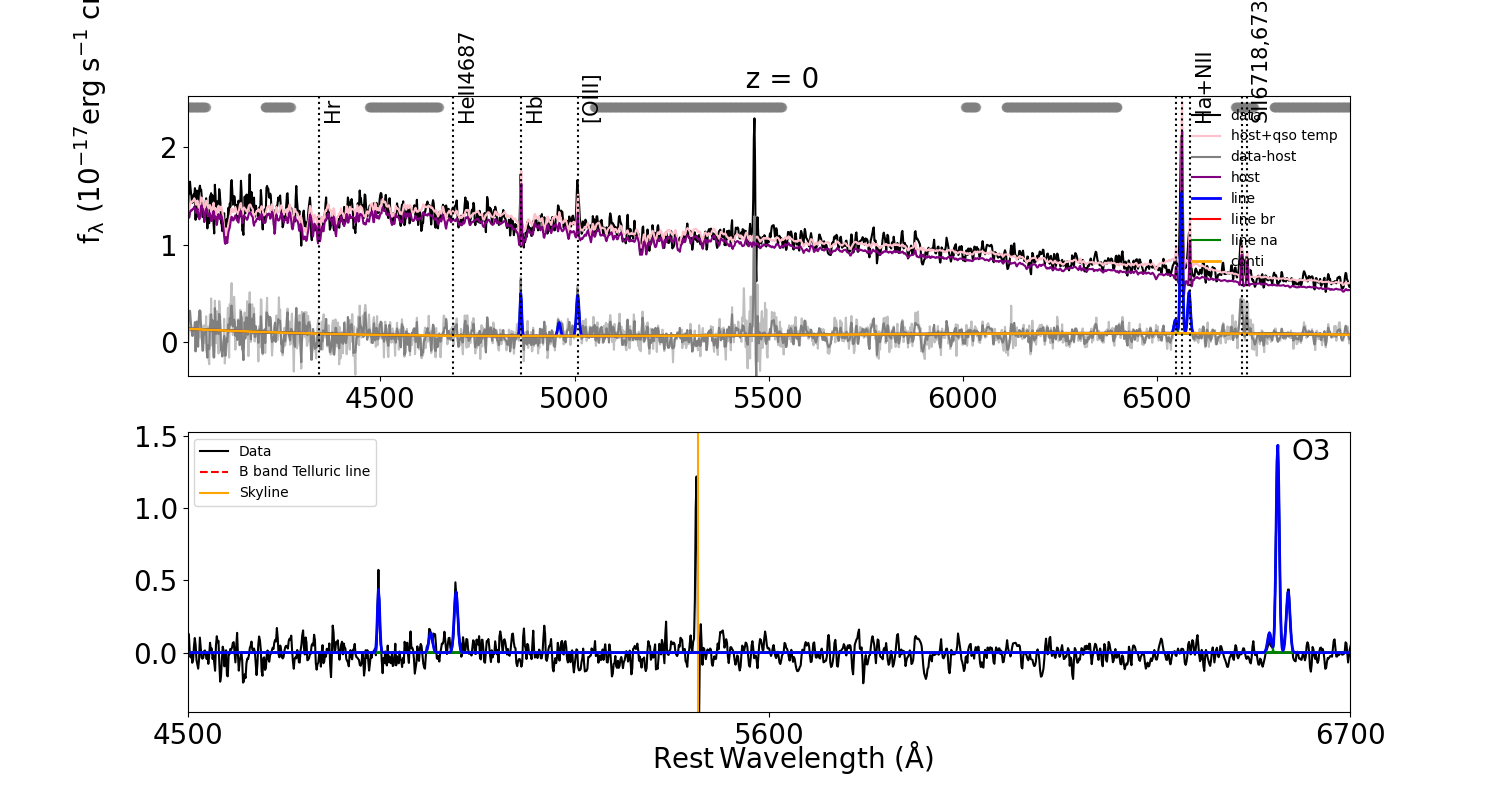 z = 0
f_λ (10^−17 erg s^−1 c
Hr
HeII4687
Hb
[OIII]
Ha+NII
SII6718,673
data
host+qso temp
data-host
host
line
line br
line na
conti
2
1
0
4500 5000 5500 6000 6500
Data
B band Telluric line
Skyline
O3
1.5
1.0
0.5
0.0
4500 5600 6700
Rest Wavelength (Å)